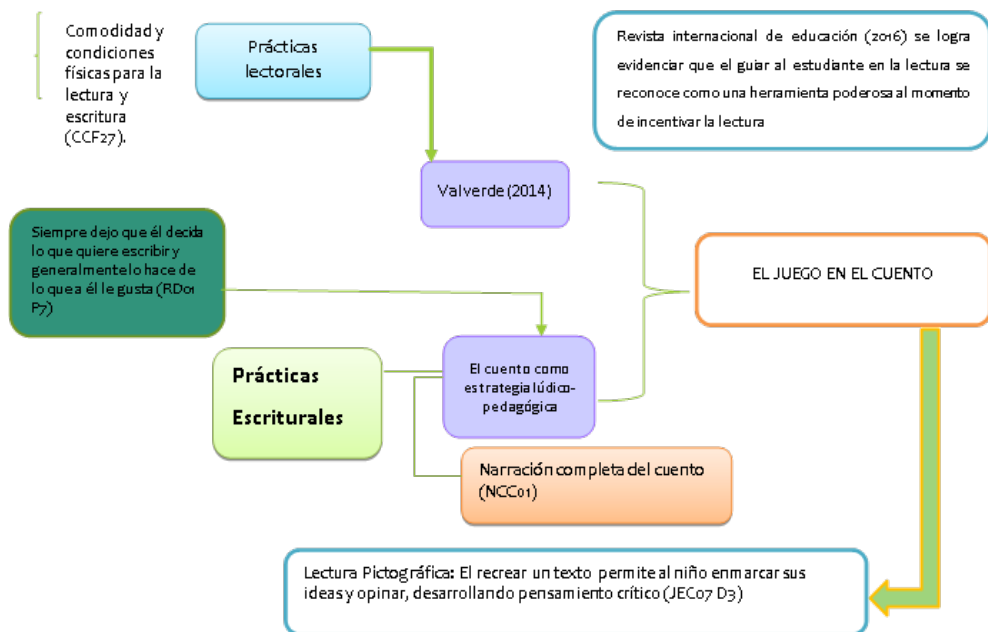 Comodidad y
condiciones
físicas para la
lectura y
escritura
(CCF27).
Prácticas
lectorales
Revista internacional de educación (2016) se logra
evidenciar que el guiar al estudiante en la lectura se
reconoce como una herramienta poderosa al momento
de incentivar la lectura
Valverde (2014)
Siempre dejo que él decida
lo que quiere escribir y
generalmente lo hace de
lo que a él le gusta (RD01
P7)
EL JUEGO EN EL CUENTO
Prácticas
Escriturales
El cuento como
estrategia lúdico-
pedagógica
Narración completa del cuento
(NCC01)
Lectura Pictográfica: El recrear un texto permite al niño enmarcar sus
ideas y opinar, desarrollando pensamiento crítico (JEC07 D3)